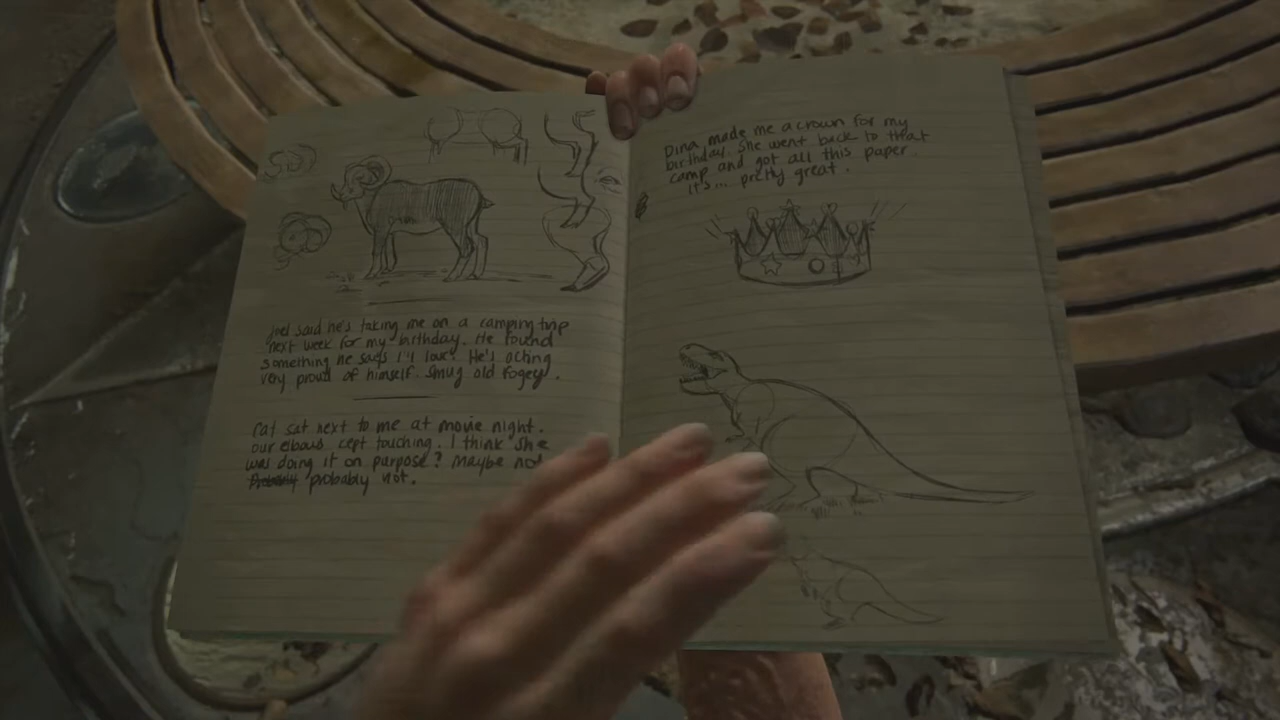 Joel said he's taking me on a camping trip
next week for my birthday. He found
something he says I'll love. He's acting
very proud of himself. Smug old fogey.
Cat sat next to me at movie night.
our elbows cept touching. I think she
was doing it on purpose? Maybe not
probably not.
Dina made me a crown for my
birthday. She went back to that
camp and got all this paper.
It's... pretty great.